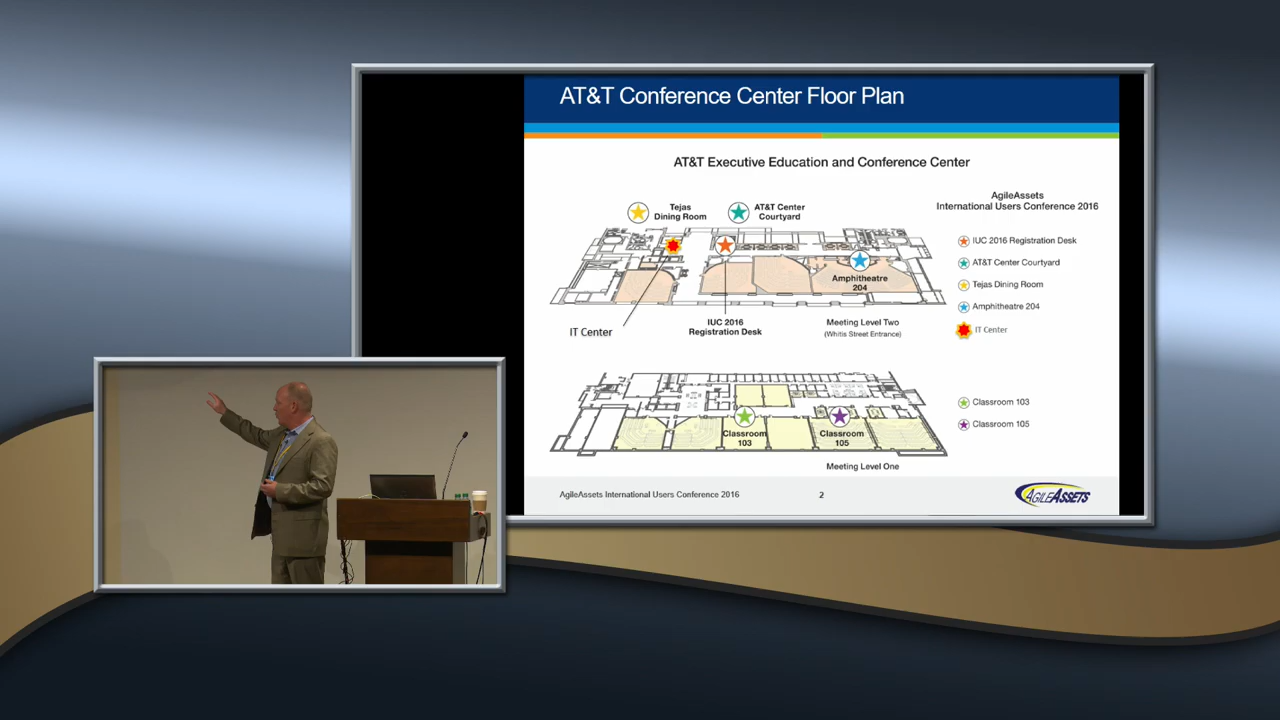 AT&T Conference Center Floor Plan
AT&T Executive Education and Conference Center
AgileAssets
International Users Conference 2016
Tejas
Dining Room
AT&T Center
Courtyard
Amphitheatre
204
IT Center
IUC 2016
Registration Desk
Meeting Level Two
(Whitis Street Entrance)
IUC 2016 Registration Desk
AT&T Center Courtyard
Tejas Dining Room
Amphitheatre 204
IT Center
Classroom
103
Classroom
105
Meeting Level One
Classroom 103
Classroom 105
AgileAssets International Users Conference 2016
2
AGILEASSETS